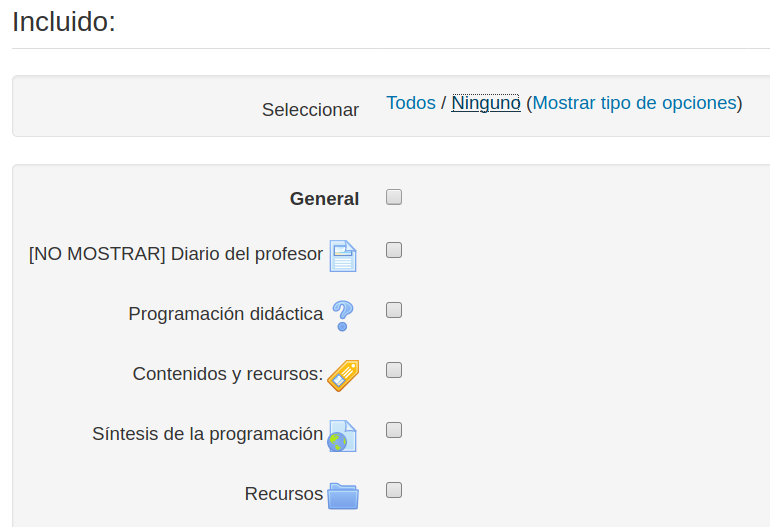 Incluido:
Seleccionar Todos / Ninguno (Mostrar tipo de opciones)
General
[NO MOSTRAR] Diario del profesor
Programación didáctica
Contenidos y recursos:
Síntesis de la programación
Recursos